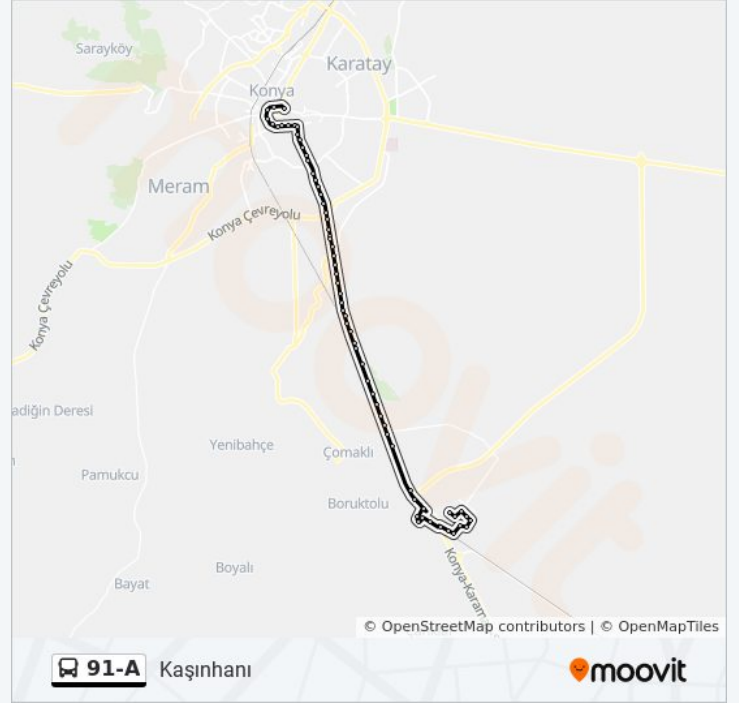 Sarayköy
Karatay
Konya
Meram
Konya Çevreyolu
Konya Çevreyolu
adiğin Deresi
Yenibahçe
Çomaklı
Pamukcu
Boruktolu
Boyalı
Bayat
Konya-Karam
© OpenStreetMap contributors | © OpenMapTiles
91-A Kaşınhanı
moovit